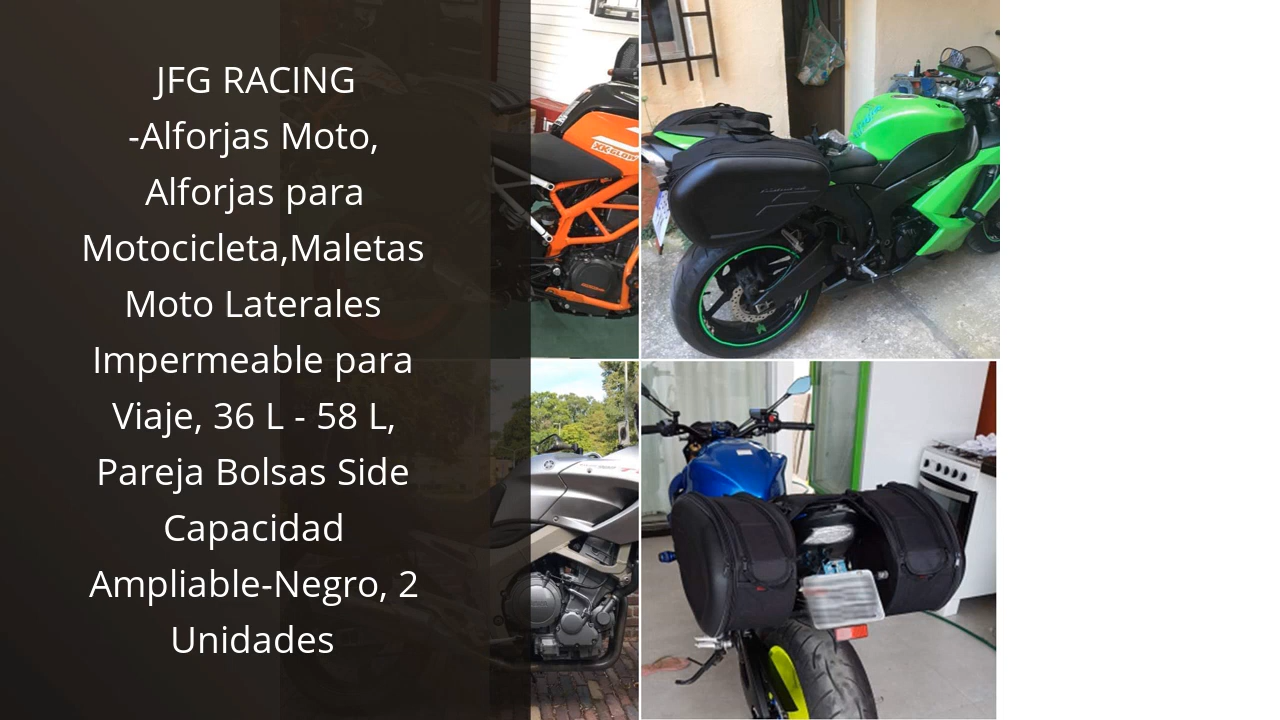 JFG RACING
-Alforjas Moto,
Alforjas para
Motocicleta,Maletas
Moto Laterales
Impermeable para
Viaje, 36 L - 58 L,
Pareja Bolsas Side
Capacidad
Ampliable-Negro, 2
Unidades